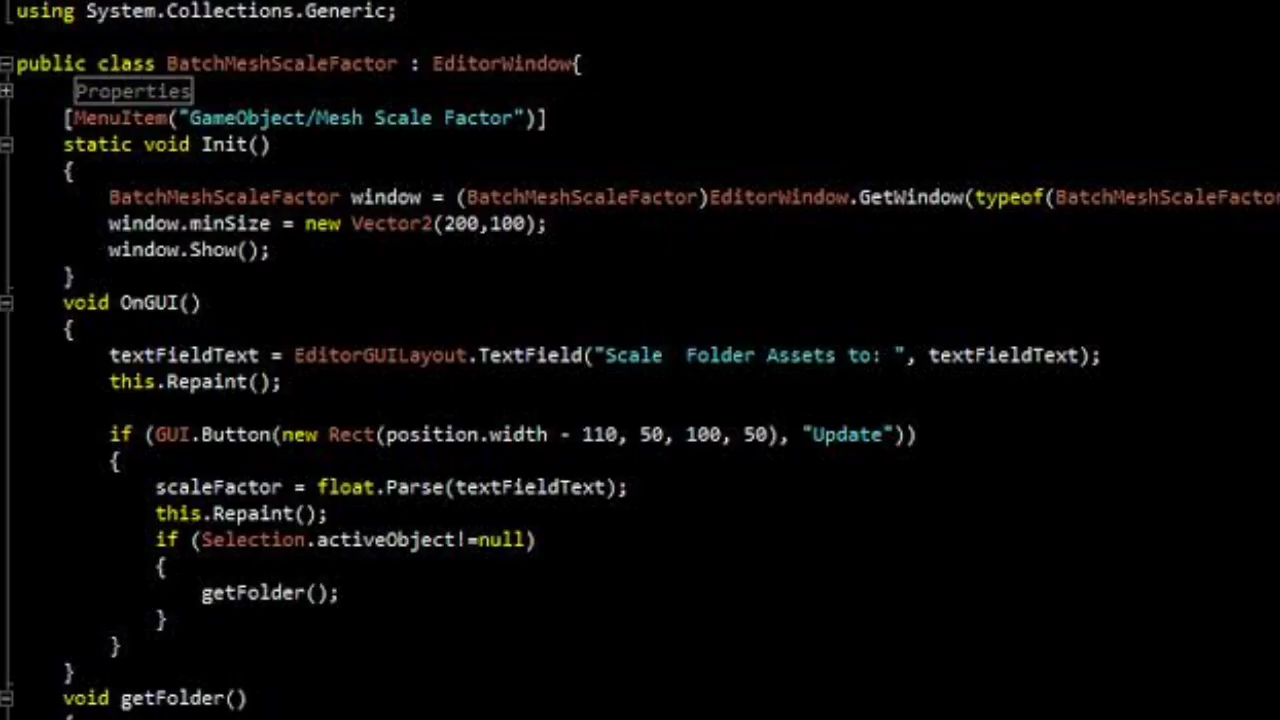 using System.Collections.Generic;
public class BatchMeshScaleFactor : EditorWindow{
Properties
[MenuItem("GameObject/Mesh Scale Factor")]
static void Init()
{
BatchMeshScaleFactor window = (BatchMeshScaleFactor)EditorWindow.GetWindow(typeof(BatchMeshScaleFacto
window.minSize = new Vector2(200,100);
window.Show();
}
void OnGUI()
{
textFieldText = EditorGUILayout.TextField("Scale  Folder Assets to: ", textFieldText);
this.Repaint();
if (GUI.Button(new Rect(position.width - 110, 50, 100, 50), "Update"))
{
scaleFactor = float.Parse(textFieldText);
this.Repaint();
if (Selection.activeObject!=null)
{
getFolder();
}
}
}
void getFolder()
{